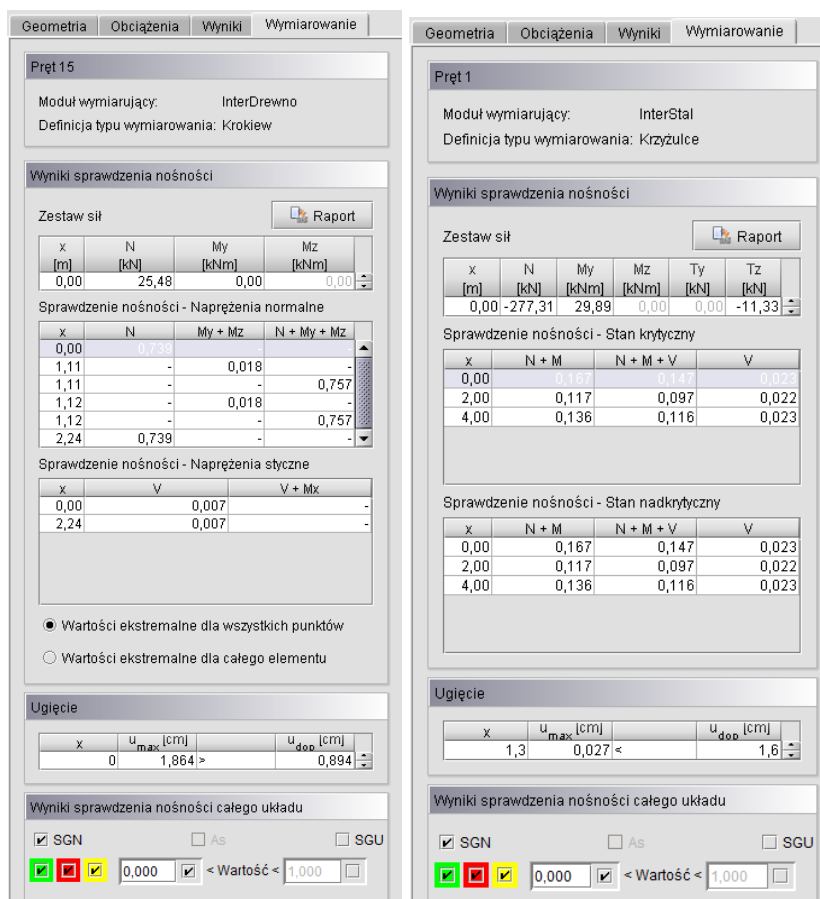 Geometria Obciążenia Wyniki Wymiarowanie
Pręt 15
Moduł wymiarujący: InterDrewno
Definicja typu wymiarowania: Krokiew
Wyniki sprawdzenia nośności
Zestaw sił Raport
x N My Mz
[m] [kN] [kNm] [kNm]
0,00 25,48 0,00 0,00
Sprawdzenie nośności - Naprężenia normalne
x N My + Mz N + My + Mz
0,00 0,739 - -
1,11 - 0,018 -
1,11 - - 0,757
1,12 - 0,018 -
1,12 - - 0,757
2,24 0,739 - -
Sprawdzenie nośności - Naprężenia styczne
x V V + Mx
0,00 0,007 -
2,24 0,007 -
Wartości ekstremalne dla wszystkich punktów
Wartości ekstremalne dla całego elementu
Ugięcie
x u max [cm] u dop [cm]
0 1,864 > 0,894
Wyniki sprawdzenia nośności całego układu
SGN As SGU
0,000 < Wartość < 1,000
Geometria Obciążenia Wyniki Wymiarowanie
Pręt 1
Moduł wymiarujący: InterStal
Definicja typu wymiarowania: Krzyżulce
Wyniki sprawdzenia nośności
Zestaw sił Raport
x N My Mz Ty Tz
[m] [kN] [kNm] [kNm] [kN] [kN]
0,00 -277,31 29,89 0,00 0,00 -11,33
Sprawdzenie nośności - Stan krytyczny
x N + M N + M + V V
0,00 0,167 0,147 0,023
2,00 0,117 0,097 0,022
4,00 0,136 0,116 0,023
Sprawdzenie nośności - Stan nadkrytyczny
x N + M N + M + V V
0,00 0,167 0,147 0,023
2,00 0,117 0,097 0,022
4,00 0,136 0,116 0,023
Ugięcie
x u max [cm] u dop [cm]
1,3 0,027 < 1,6
Wyniki sprawdzenia nośności całego układu
SGN As SGU
0,000 < Wartość < 1,000